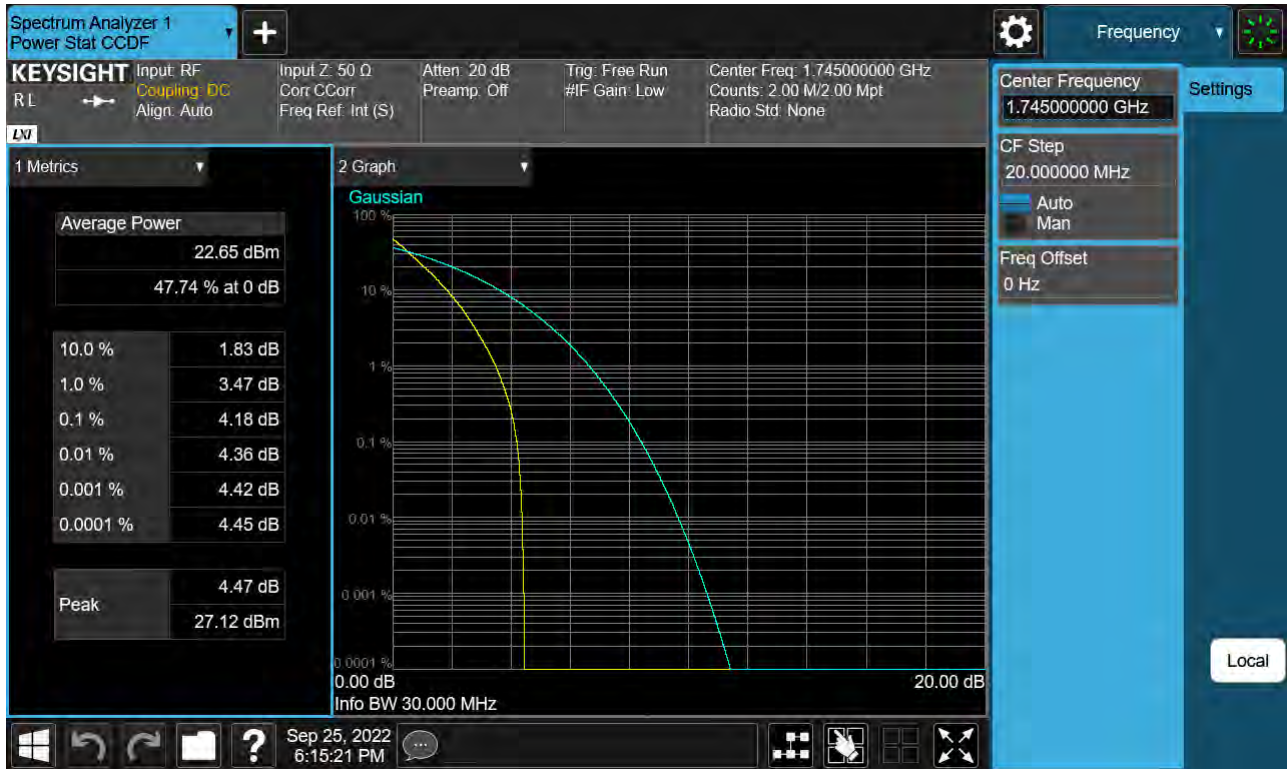 Spectrum Analyzer 1
Power Stat CCDF
Frequency
KEYSIGHT
R L
LXI
Input: RF
Coupling: DC
Align: Auto
Input Z: 50 Ω
Corr CCorr
Freq Ref: Int (S)
Atten: 20 dB
Preamp: Off
Trig: Free Run
#IF Gain: Low
Center Freq: 1.745000000 GHz
Counts: 2.00 M/2.00 Mpt
Radio Std: None
Center Frequency
1.745000000 GHz
Settings
CF Step
20.000000 MHz
Auto
Man
Freq Offset
0 Hz
Local
1 Metrics
Average Power
22.65 dBm
47.74 % at 0 dB
10.0 % 1.83 dB
1.0 % 3.47 dB
0.1 % 4.18 dB
0.01 % 4.36 dB
0.001 % 4.42 dB
0.0001 % 4.45 dB
Peak
4.47 dB
27.12 dBm
2 Graph
Gaussian
100 %
10 %
1 %
0.1 %
0.01 %
0.001 %
0.0001 %
0.00 dB 20.00 dB
Info BW 30.000 MHz
?
Sep 25, 2022
6:15:21 PM